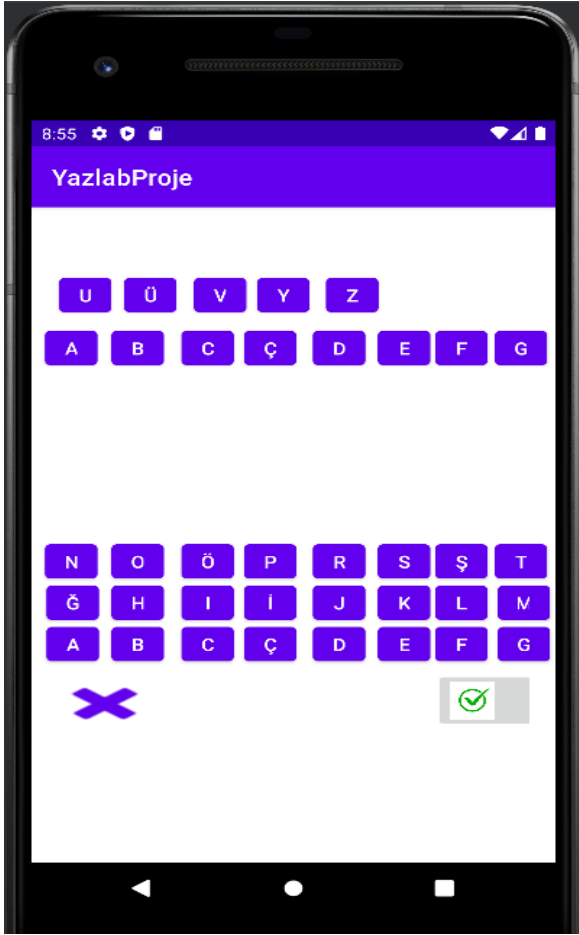 8:55
YazlabProje
U Ü V Y Z
A B C Ç D E F G
N O Ö P R S Ş T
Ğ H I İ J K L M
A B C Ç D E F G